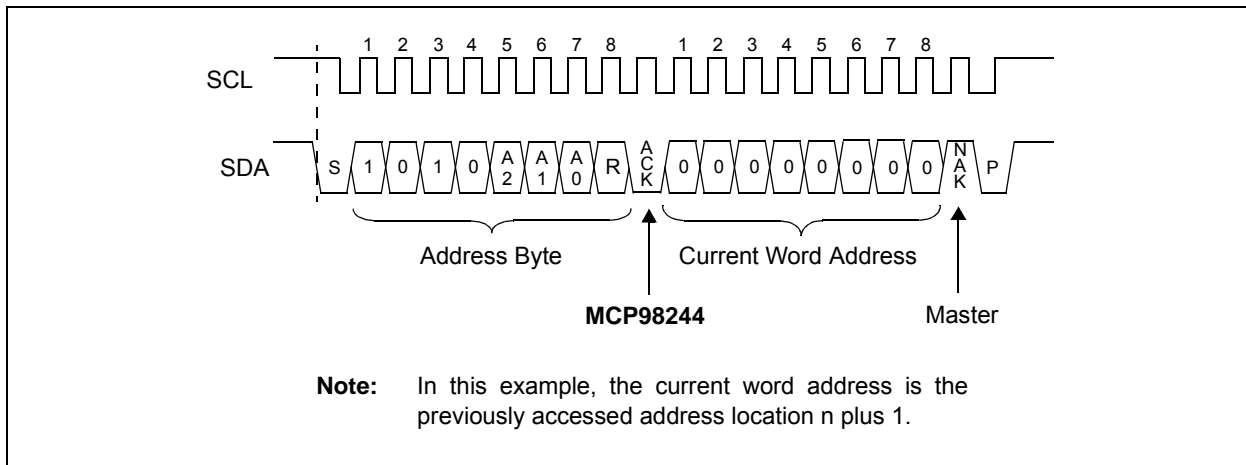 1 2 3 4 5 6 7 8 1 2 3 4 5 6 7 8
SCL
SDA S 1 0 1 0 A2 A1 A0 R ACK 0 0 0 0 0 0 0 0 NAK P
Address Byte Current Word Address
MCP98244 Master
Note: In this example, the current word address is the
previously accessed address location n plus 1.